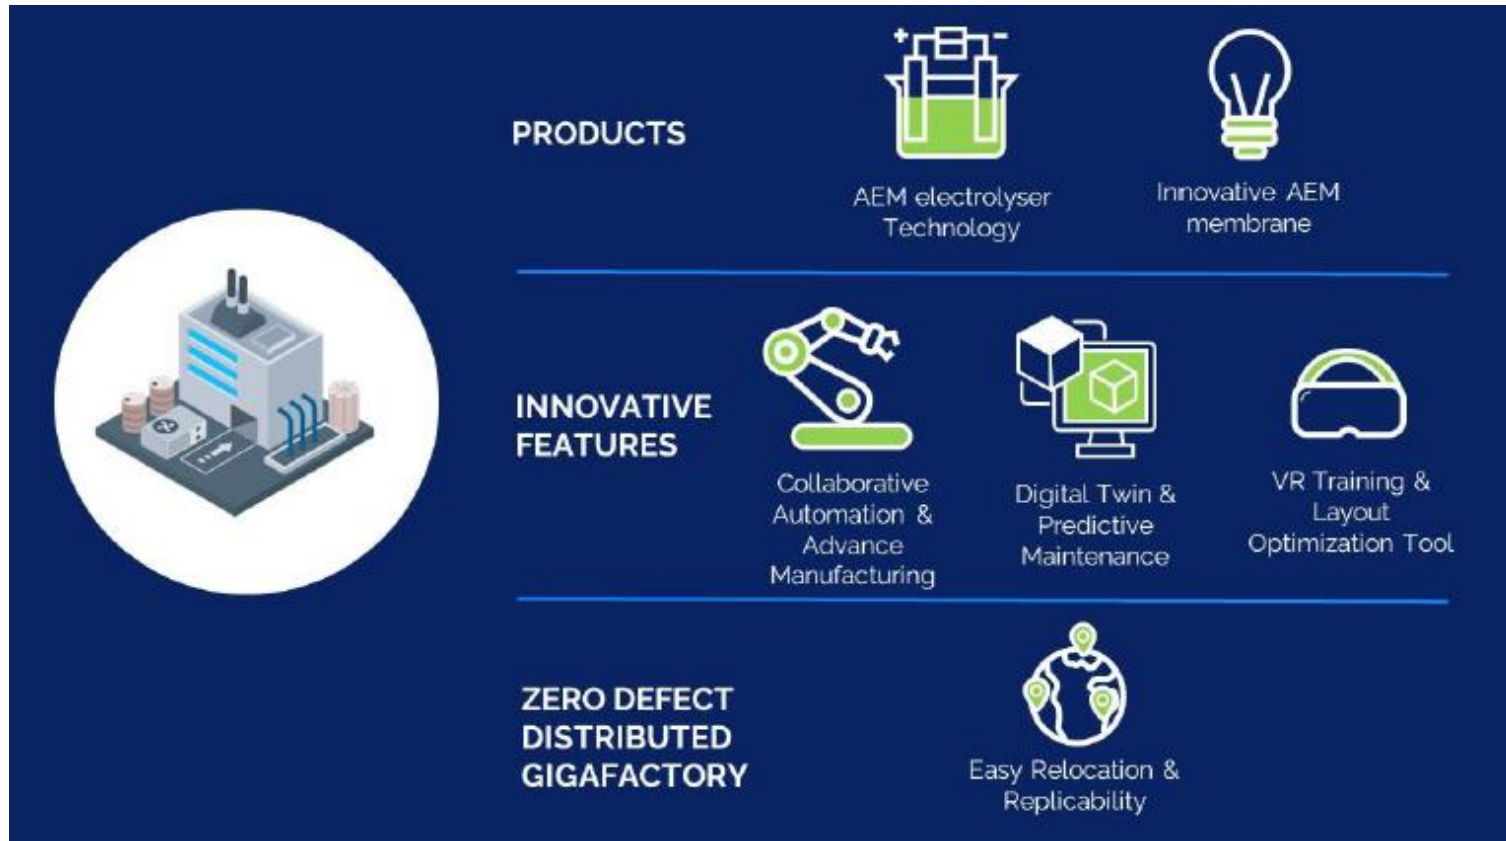 PRODUCTS
+
-
AEM electrolyser
Technology
Innovative AEM
membrane
INNOVATIVE
FEATURES
Collaborative
Automation &
Advance
Manufacturing
Digital Twin &
Predictive
Maintenance
VR Training &
Layout
Optimization Tool
ZERO DEFECT
DISTRIBUTED
GIGAFACTORY
Easy Relocation &
Replicability